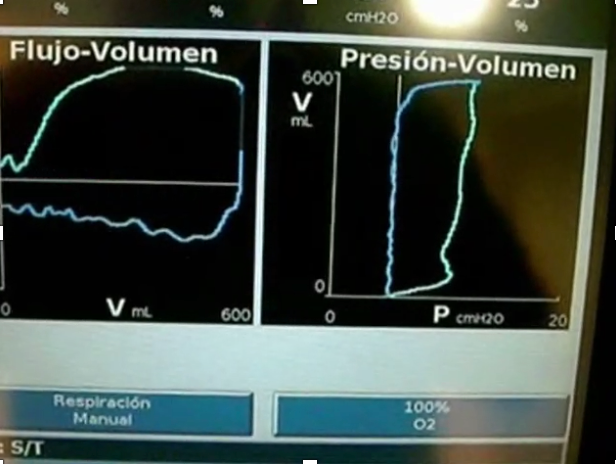 %
%
cmH2O
%
Flujo-Volumen
Presión-Volumen
600
V
mL
0
0
V mL
600
0
P cmH2O
20
Respiración
Manual
100%
O2
: S/T